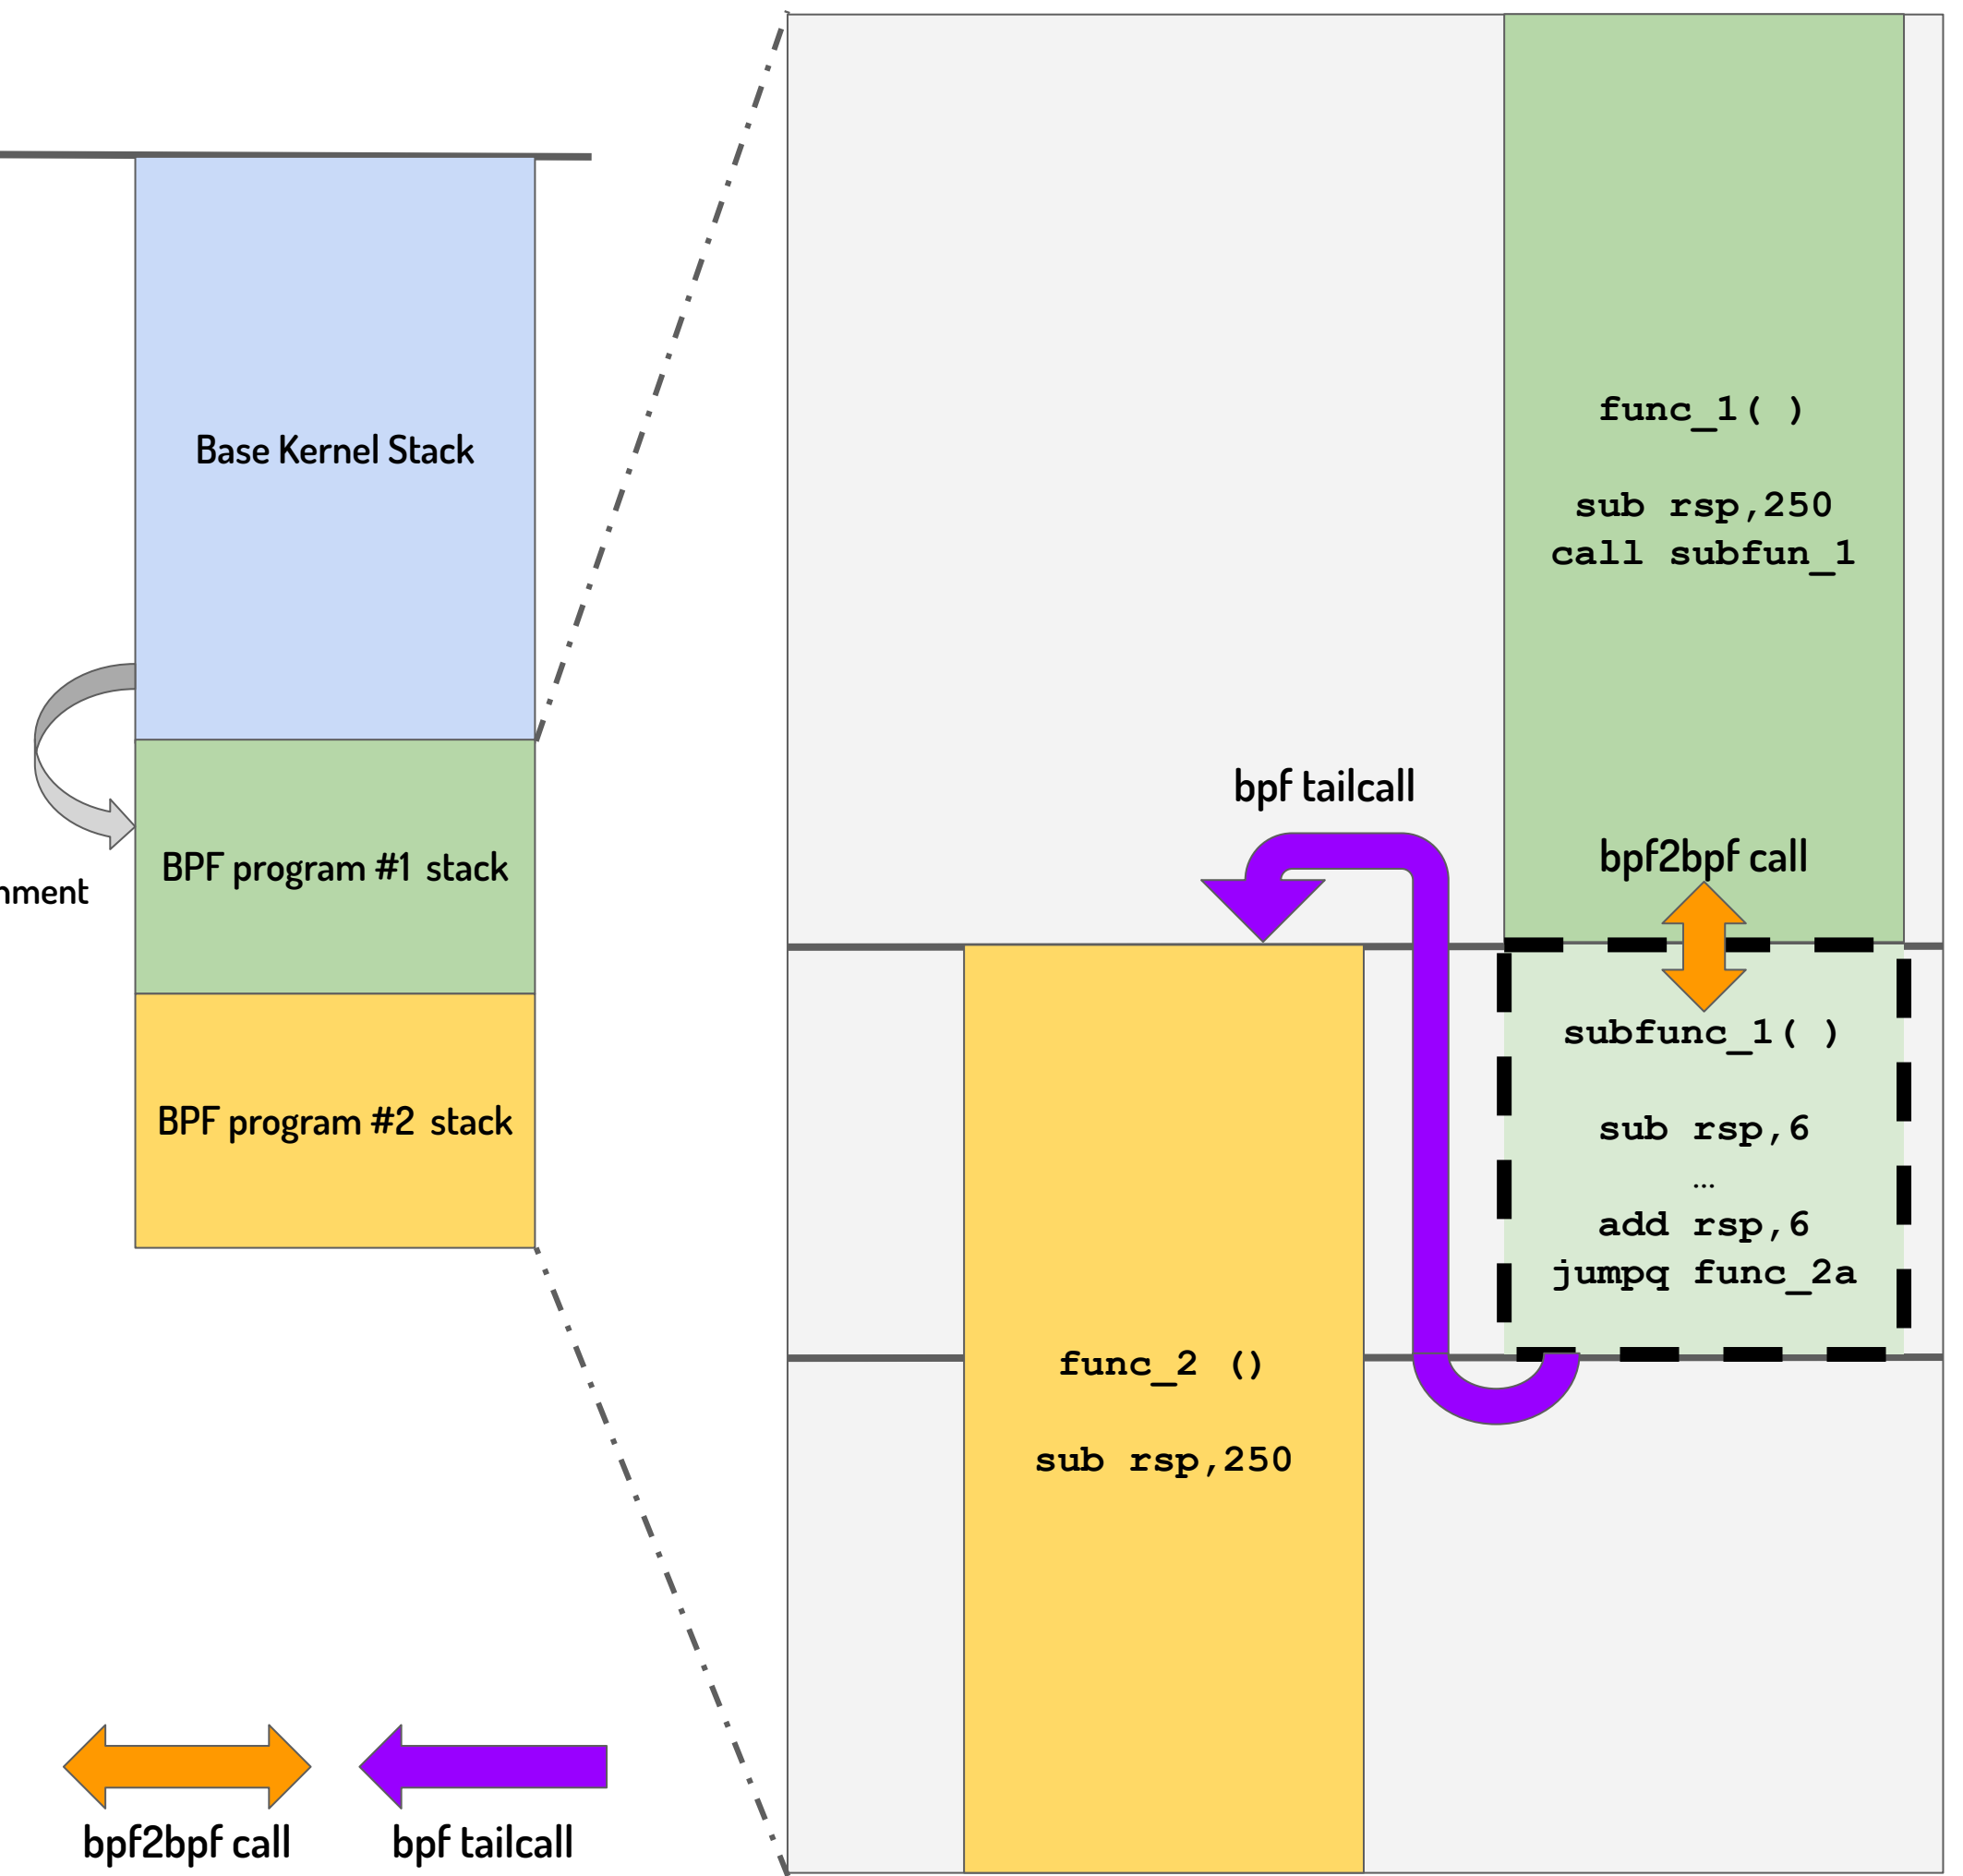 Base Kernel Stack
BPF program #1 stack
nment
BPF program #2 stack
func_1( )
sub rsp,250
call subfun_1
bpf tailcall
bpf2bpf call
subfunc_1( )
sub rsp,6
…
add rsp,6
jumpq func_2a
func_2 ()
sub rsp,250
bpf2bpf call
bpf tailcall